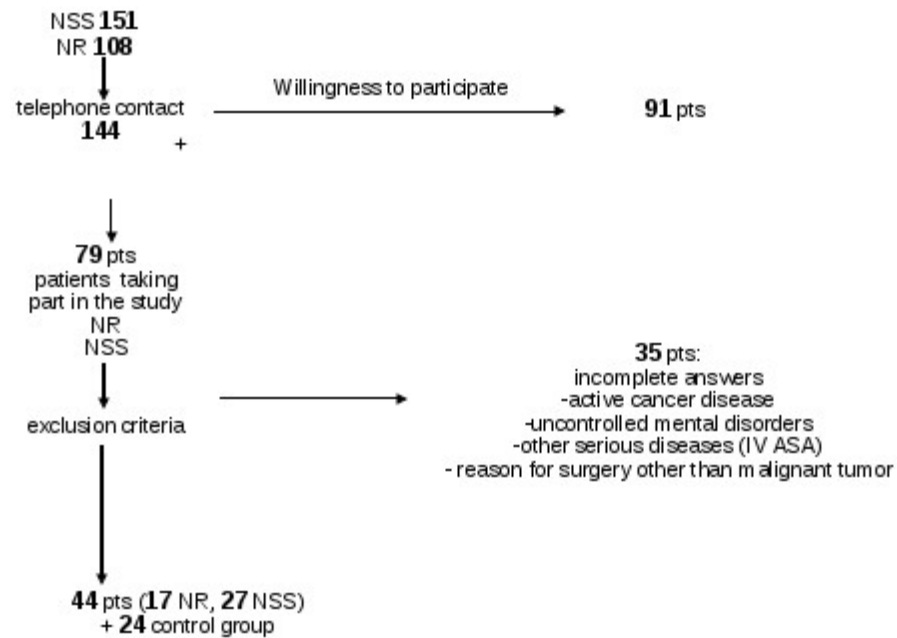 NSS 151
NR 108
telephone contact
144
+
Willingness to participate
91 pts
79 pts
patients taking
part in the study
NR
NSS
exclusion criteria
35 pts:
incomplete answers
-active cancer disease
-uncontrolled mental disorders
-other serious diseases (IV ASA)
- reason for surgery other than malignant tumor
44 pts (17 NR, 27 NSS)
+ 24 control group